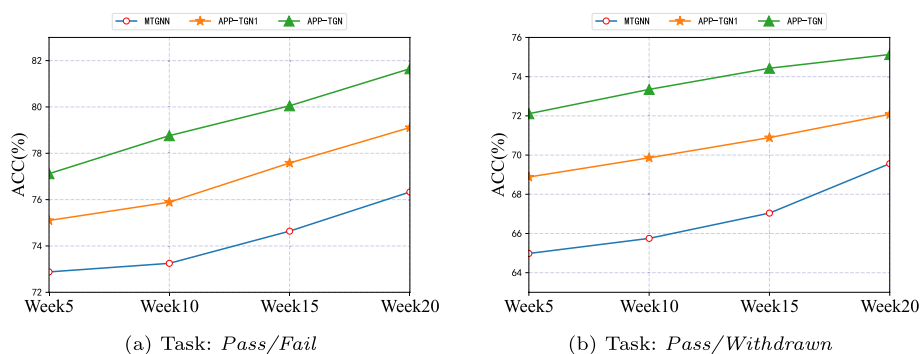 MTGNN APP-TGN1 APP-TGN
82
80
78
76
74
72
ACC(%)
Week5 Week10 Week15 Week20
(a) Task: Pass/Fail
MTGNN APP-TGN1 APP-TGN
76
74
72
70
68
66
64
ACC(%)
Week5 Week10 Week15 Week20
(b) Task: Pass/Withdrawn